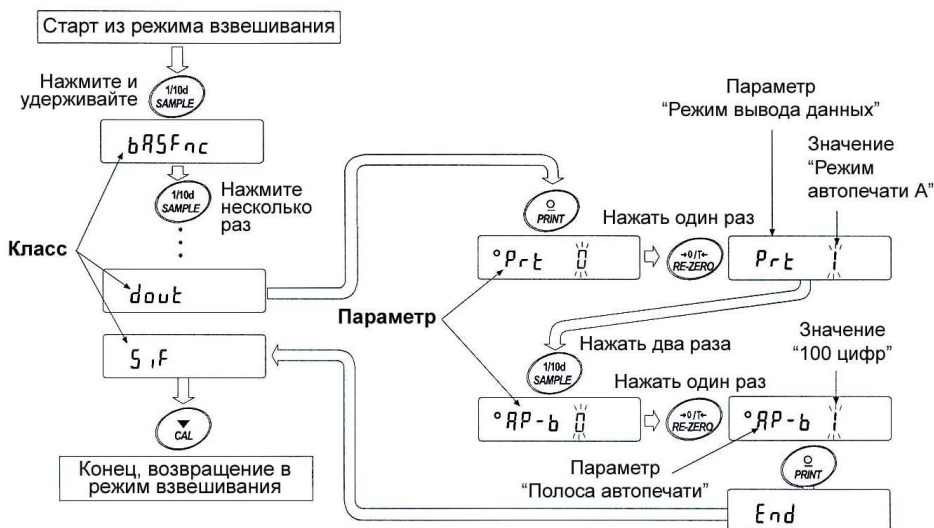 Старт из режима взвешивания
Нажмите и
удерживайте
1/10d
SAMPLE
bASFnc
1/10d
SAMPLE
Нажмите
несколько
раз
Класс
dout
S iF
CAL
Конец, возвращение в
режим взвешивания
PRINT
°Prt 0
Нажать один раз
→0/T←
RE-ZERO
Параметр
“Режим вывода данных”
Значение
“Режим
автопечати А”
Prt 1
Параметр
Нажать два раза
1/10d
SAMPLE
°AP-b 0
Нажать один раз
→0/T←
RE-ZERO
Значение
“100 цифр”
°AP-b 1
Параметр
“Полоса автопечати”
PRINT
End